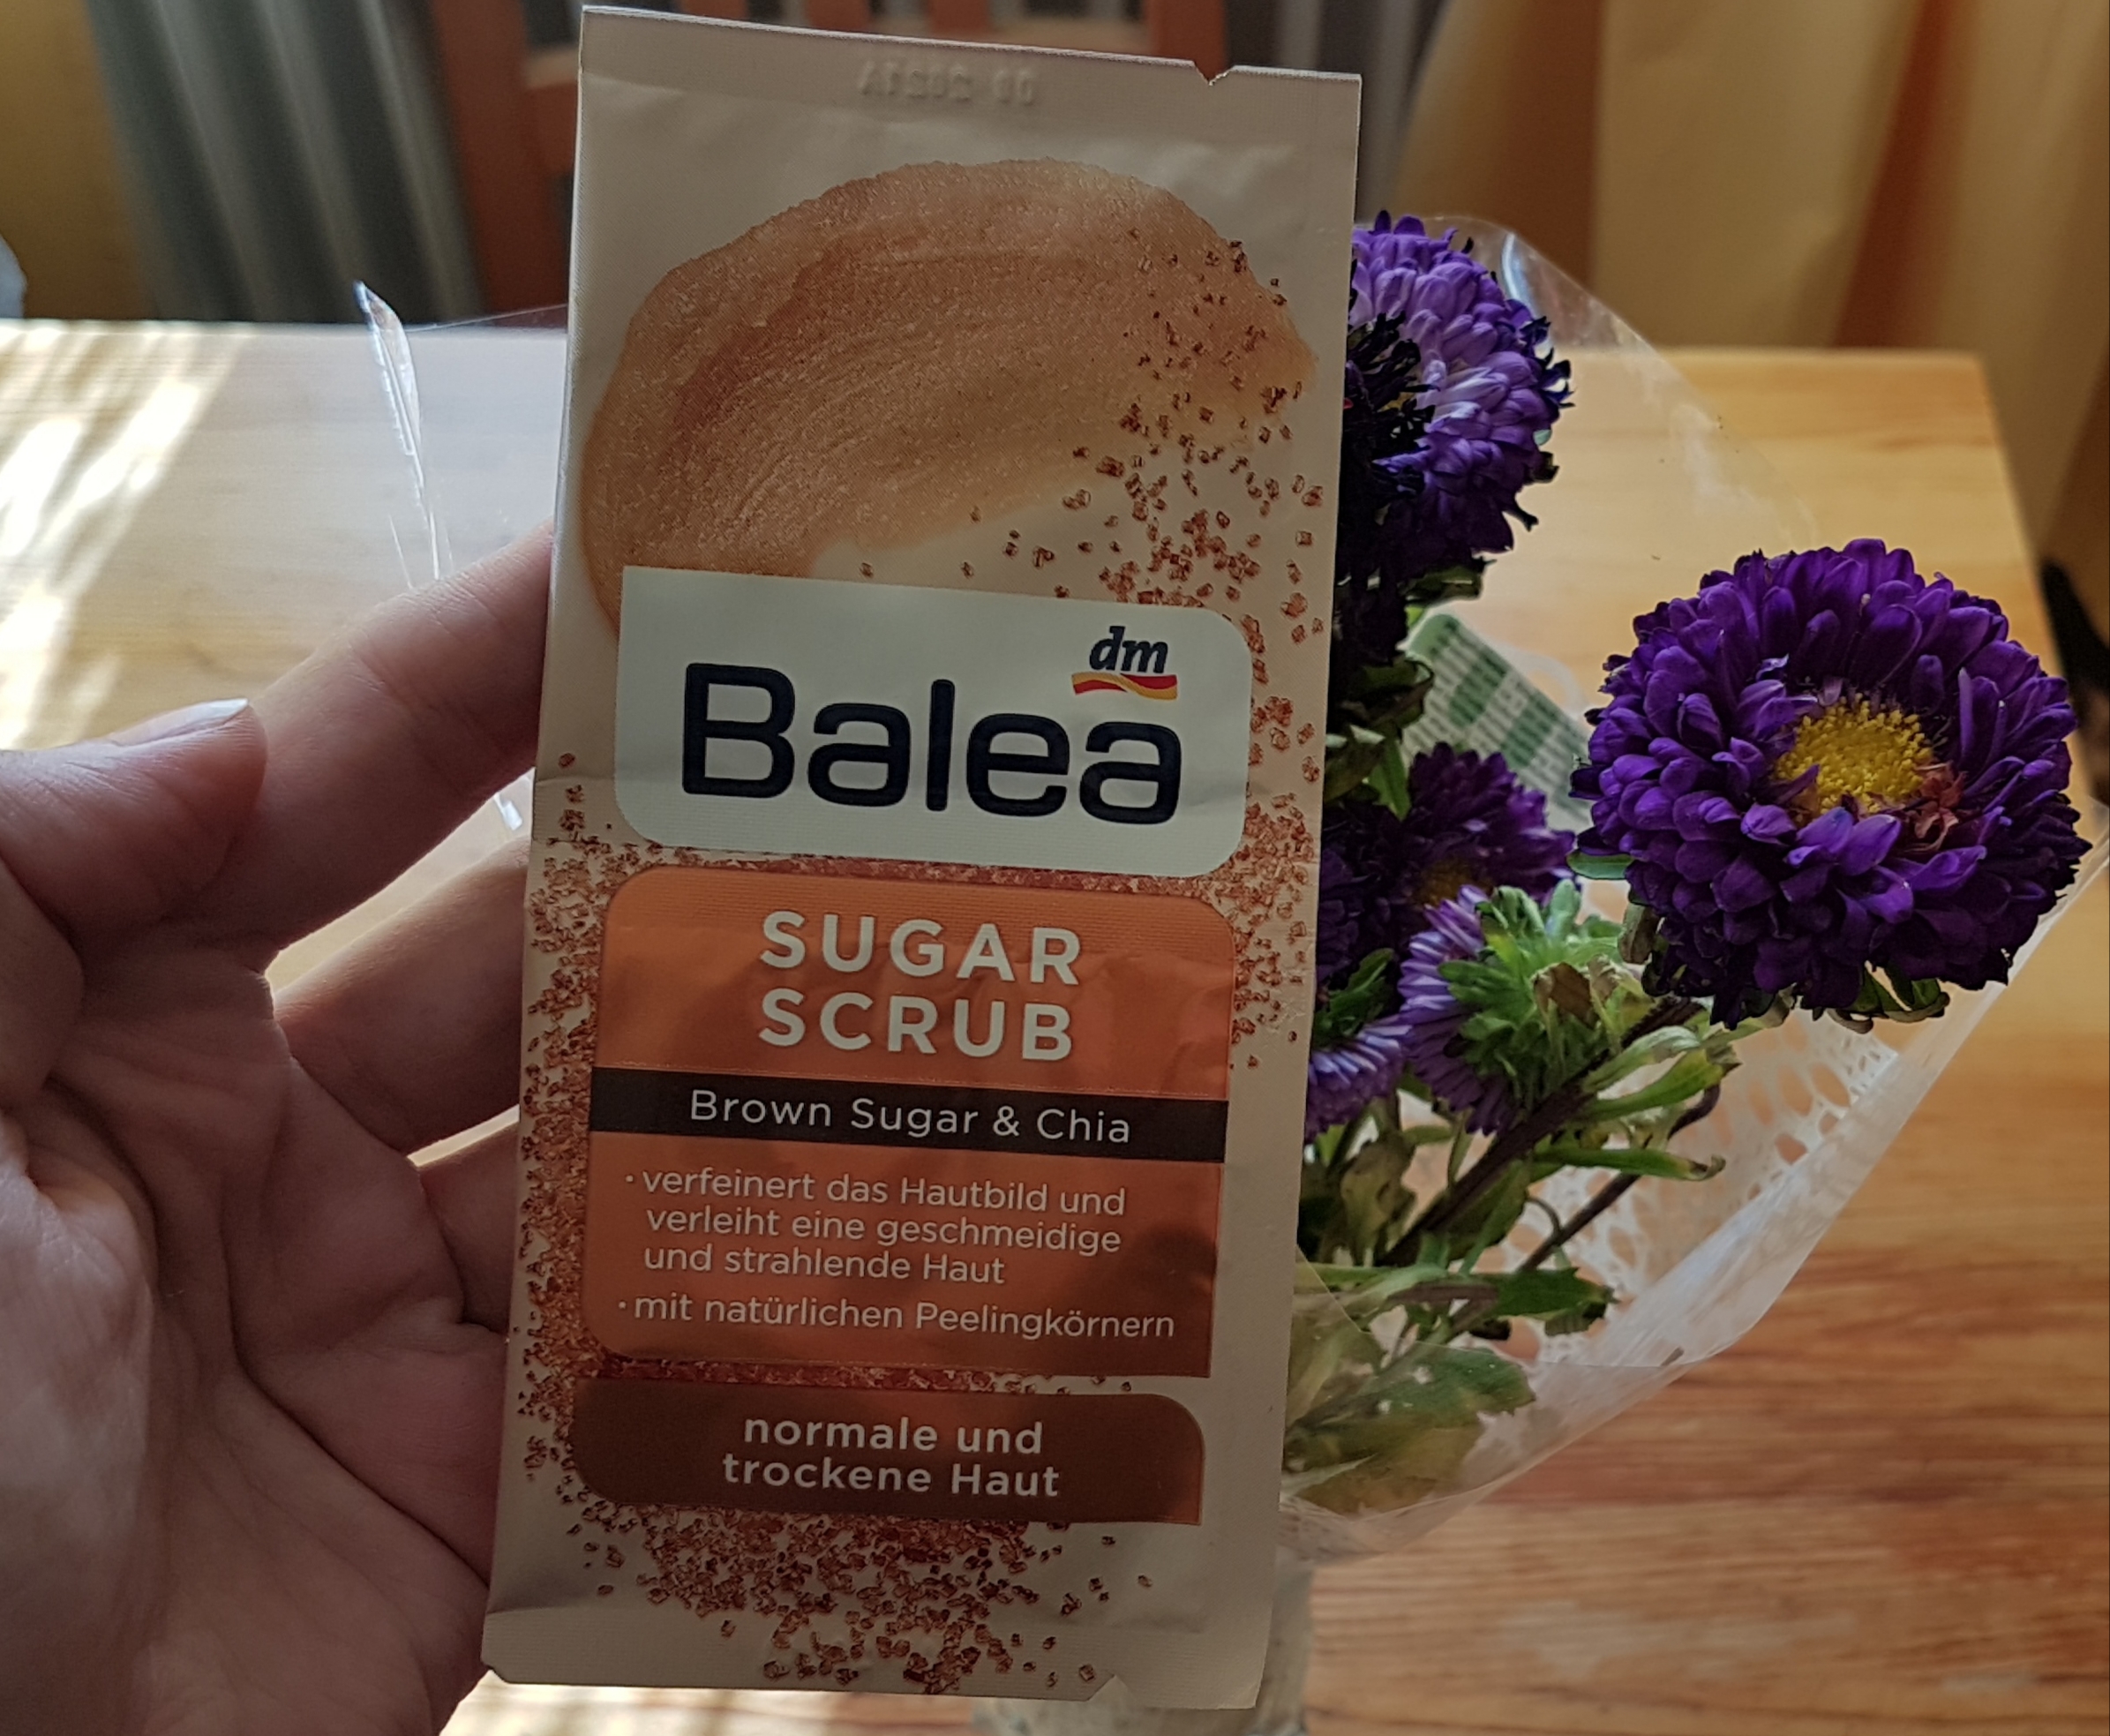 dm
Balea
SUGAR
SCRUB
Brown Sugar & Chia
· verfeinert das Hautbild und
verleiht eine geschmeidige
und strahlende Haut
· mit natürlichen Peelingkörnern
normale und
trockene Haut